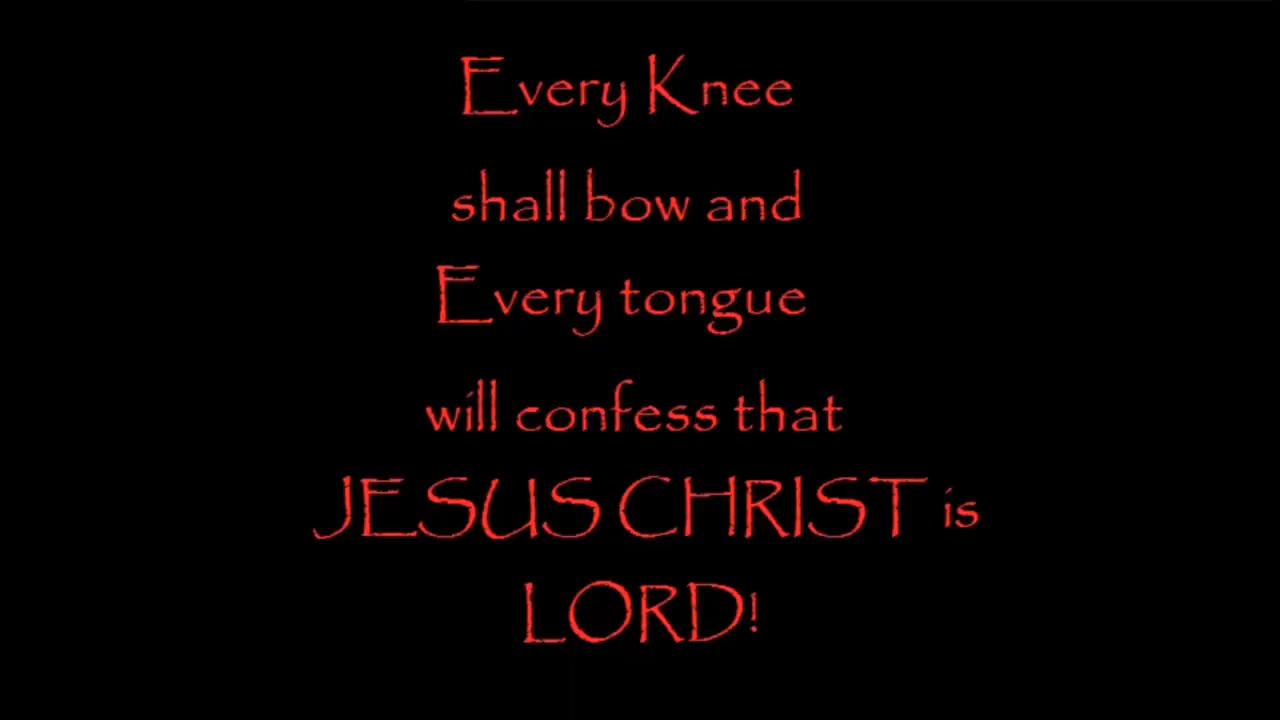 Every Knee
shall bow and
Every tongue
will confess that
JESUS CHRIST is
LORD!